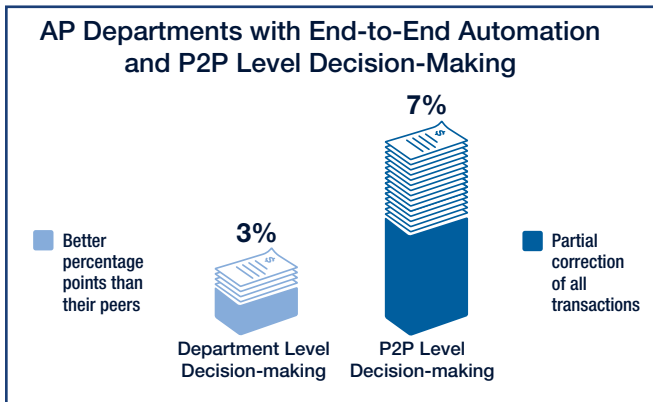 AP Departments with End-to-End Automation
and P2P Level Decision-Making
7%
3%
Better
percentage
points than
their peers
Partial
correction
of all
transactions
Department Level
Decision-making
P2P Level
Decision-making